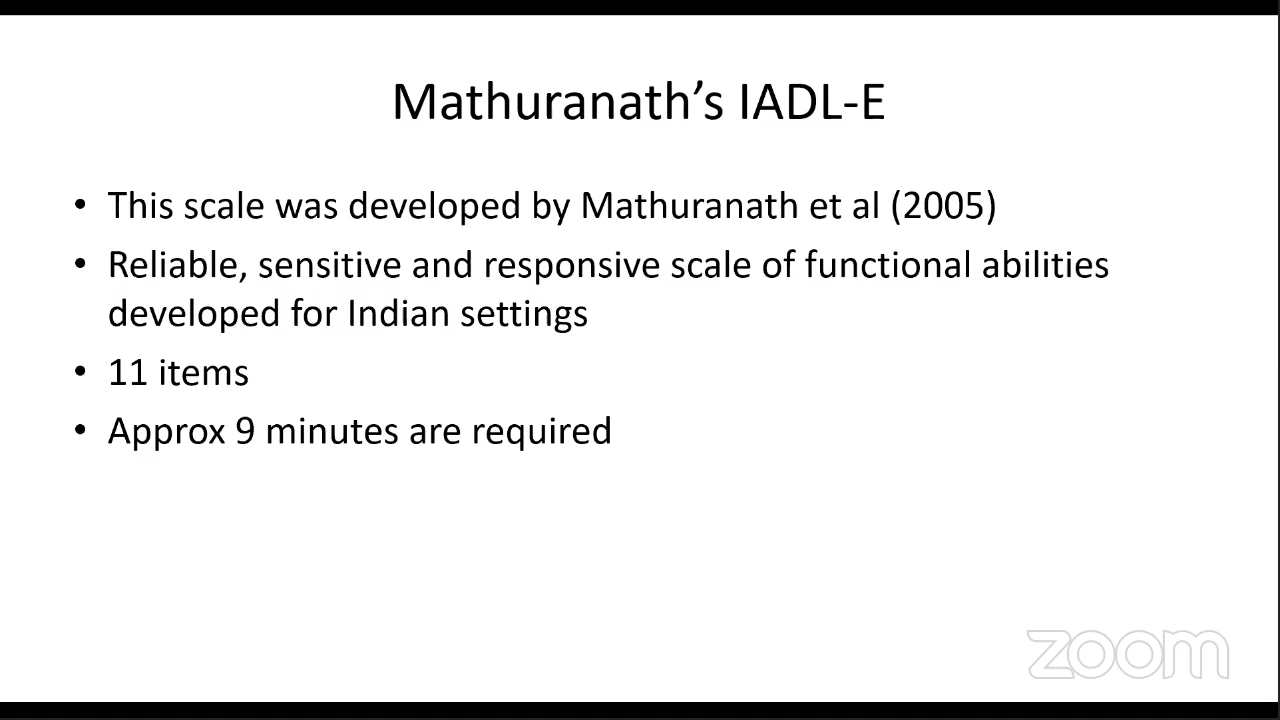 Mathuranath’s IADL-E
• This scale was developed by Mathuranath et al (2005)
• Reliable, sensitive and responsive scale of functional abilities
developed for Indian settings
• 11 items
• Approx 9 minutes are required
zoom